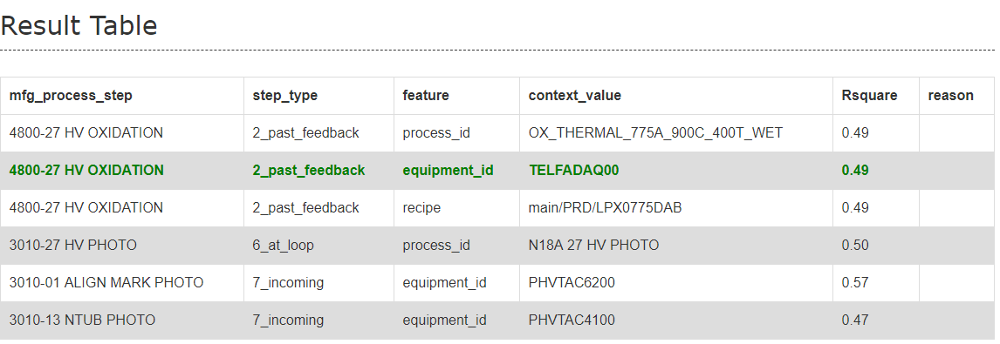 Result Table
mfg_process_step step_type feature context_value Rsquare reason
4800-27 HV OXIDATION 2_past_feedback process_id OX_THERMAL_775A_900C_400T_WET 0.49
4800-27 HV OXIDATION 2_past_feedback equipment_id TELFADAQ00 0.49
4800-27 HV OXIDATION 2_past_feedback recipe main/PRD/LPX0775DAB 0.49
3010-27 HV PHOTO 6_at_loop process_id N18A 27 HV PHOTO 0.50
3010-01 ALIGN MARK PHOTO 7_incoming equipment_id PHVTAC6200 0.57
3010-13 NTUB PHOTO 7_incoming equipment_id PHVTAC4100 0.47